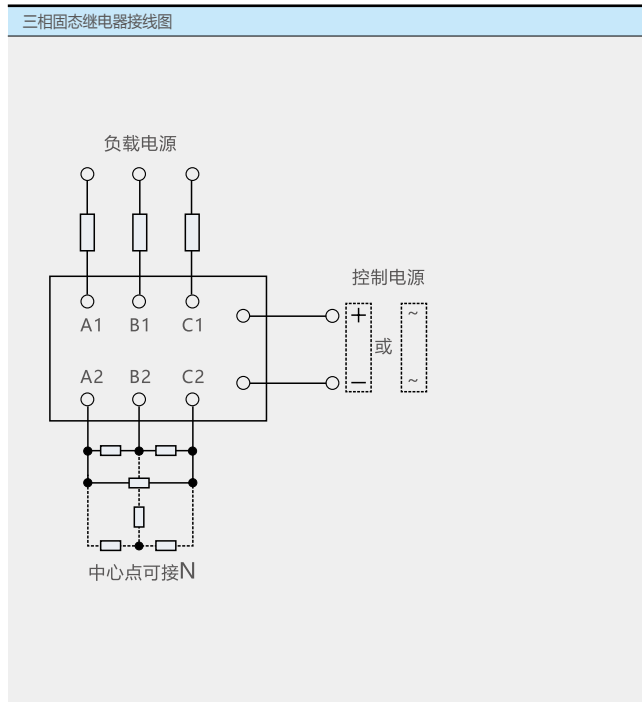 三相固态继电器接线图
负载电源
控制电源
A1 B1 C1
+ ~
或
A2 B2 C2
− ~
中心点可接N